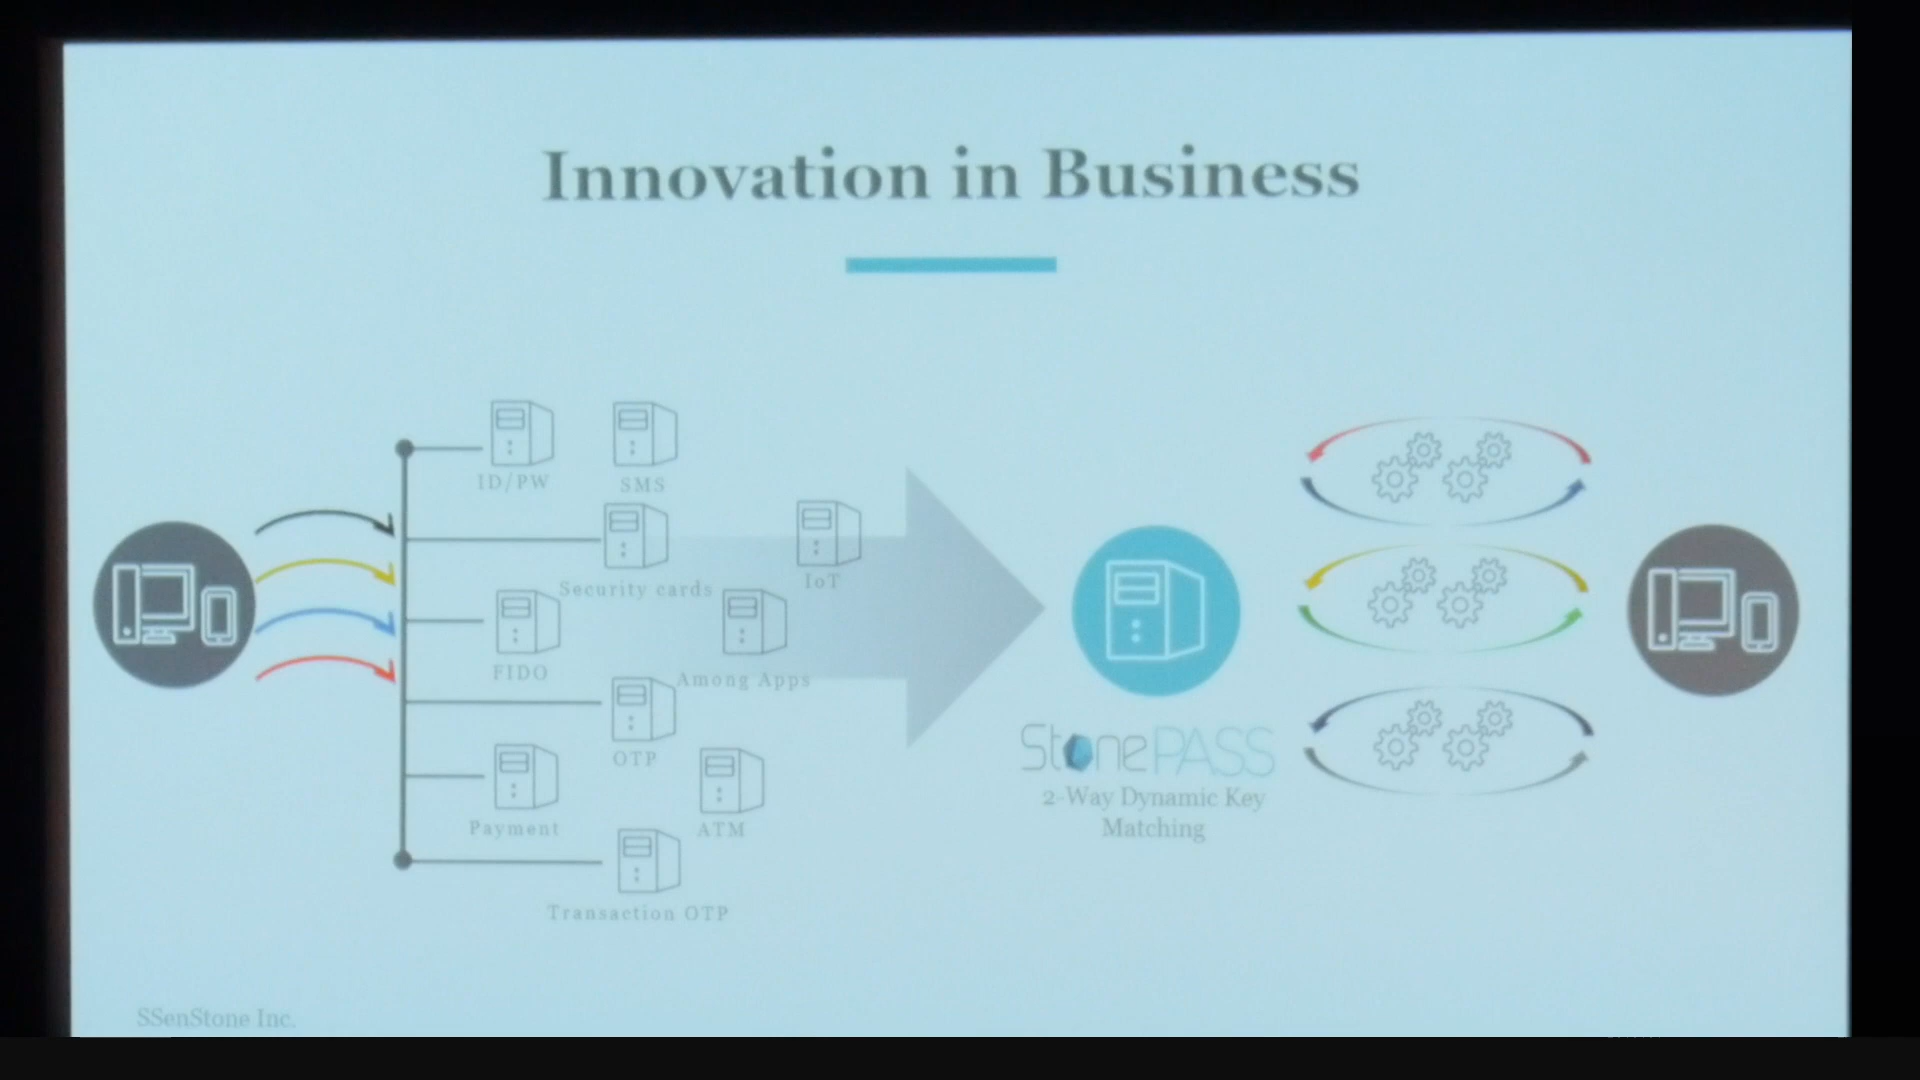 Innovation in Business
ID/PW
SMS
Security cards
IoT
FIDO
Among Apps
OTP
Payment
ATM
Transaction OTP
StonePASS
2-Way Dynamic Key
Matching
SSenStone Inc.